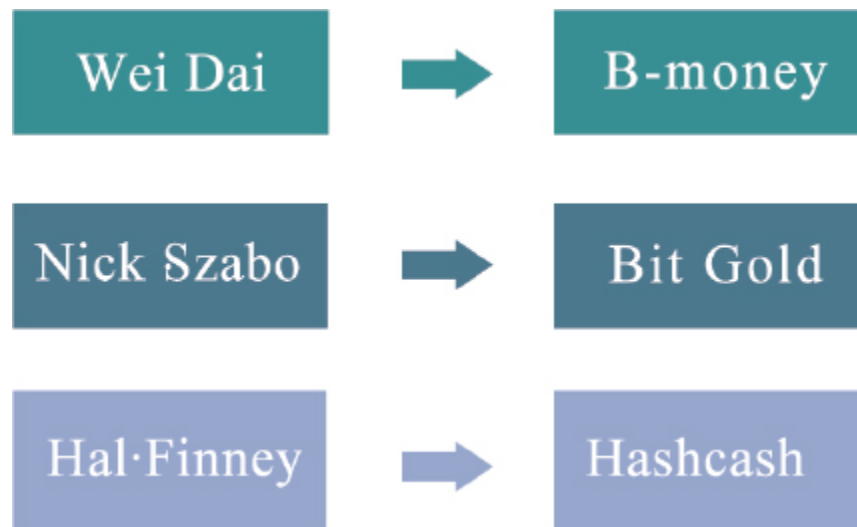 Wei Dai
B-money
Nick Szabo
Bit Gold
Hal·Finney
Hashcash